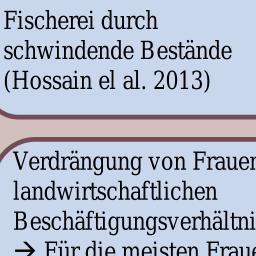 Fischerei durch
schwindende Bestände
(Hossain el al. 2013)
Verdrängung von Frauen
landwirtschaftlichen
Beschäftigungsverhältni
→ Für die meisten Fraue